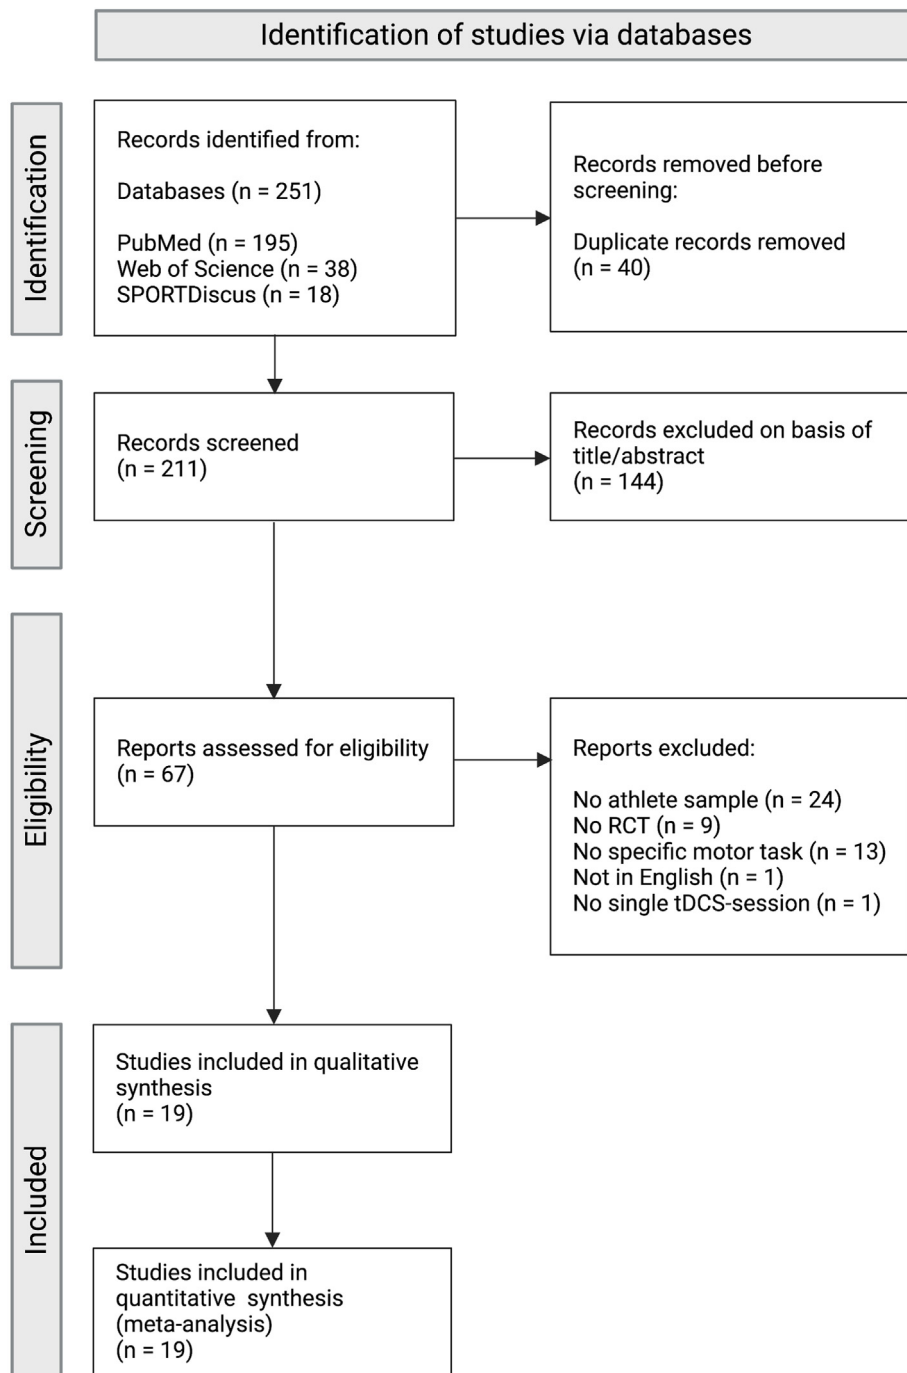 Identification of studies via databases
Identification
Records identified from:
Databases (n = 251)
PubMed (n = 195)
Web of Science (n = 38)
SPORTDiscus (n = 18)
Records removed before
screening:
Duplicate records removed
(n = 40)
Screening
Records screened
(n = 211)
Records excluded on basis of
title/abstract
(n = 144)
Eligibility
Reports assessed for eligibility
(n = 67)
Reports excluded:
No athlete sample (n = 24)
No RCT (n = 9)
No specific motor task (n = 13)
Not in English (n = 1)
No single tDCS-session (n = 1)
Included
Studies included in qualitative
synthesis
(n = 19)
Studies included in
quantitative synthesis
(meta-analysis)
(n = 19)